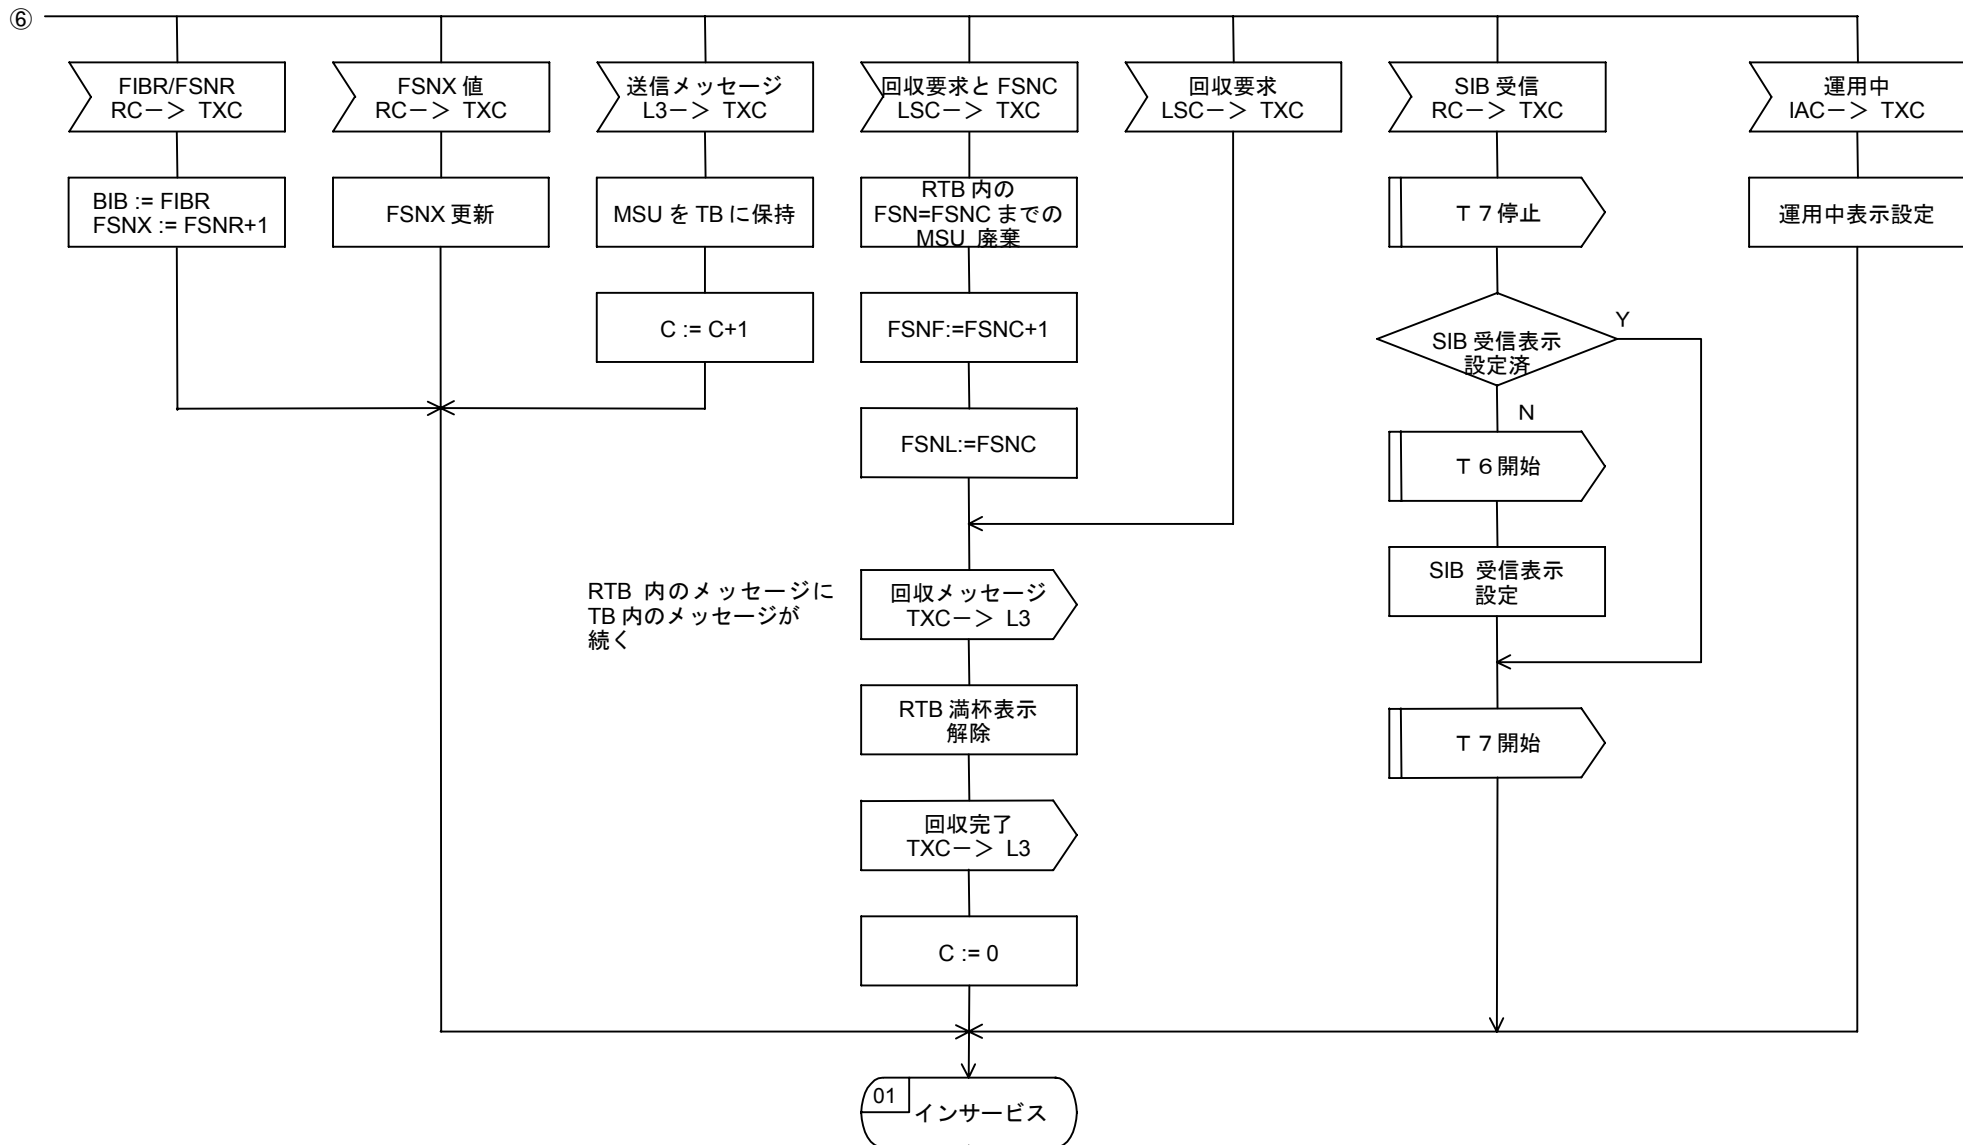 ⑥
FIBR/FSNR
RC－＞ TXC
FSNX 値
RC－＞ TXC
送信メッセージ
L3－＞ TXC
回収要求と FSNC
LSC－＞ TXC
回収要求
LSC－＞ TXC
SIB 受信
RC－＞ TXC
運用中
IAC－＞ TXC
BIB := FIBR
FSNX := FSNR+1
FSNX 更新
MSU を TB に保持
RTB 内の
FSN=FSNC までの
MSU 廃棄
Ｔ７停止
運用中表示設定
C := C+1
FSNF:=FSNC+1
SIB 受信表示
設定済
Y
N
FSNL:=FSNC
Ｔ６開始
RTB 内のメッセージに
TB 内のメッセージが
続く
回収メッセージ
TXC－＞ L3
SIB 受信表示
設定
RTB 満杯表示
解除
Ｔ７開始
回収完了
TXC－＞ L3
C := 0
01
インサービス